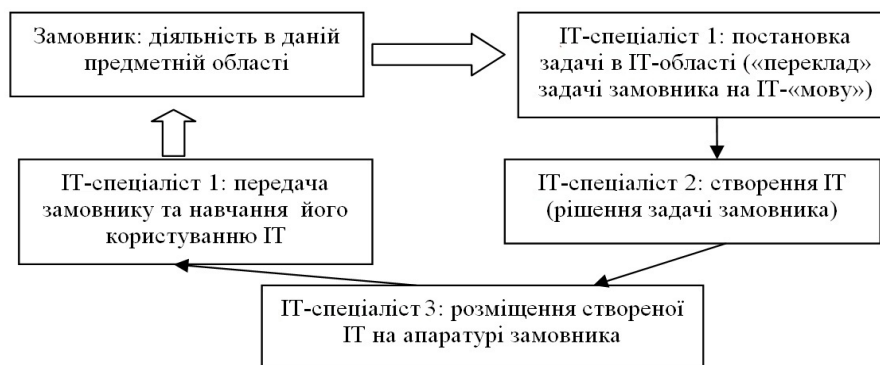 Замовник: діяльність в даній
предметній області
ІТ-спеціаліст 1: постановка
задачі в ІТ-області («переклад»
задачі замовника на ІТ-«мову»)
ІТ-спеціаліст 2: створення ІТ
(рішення задачі замовника)
ІТ-спеціаліст 3: розміщення створеної
ІТ на апаратурі замовника
ІТ-спеціаліст 1: передача
замовнику та навчання його
користуванню ІТ